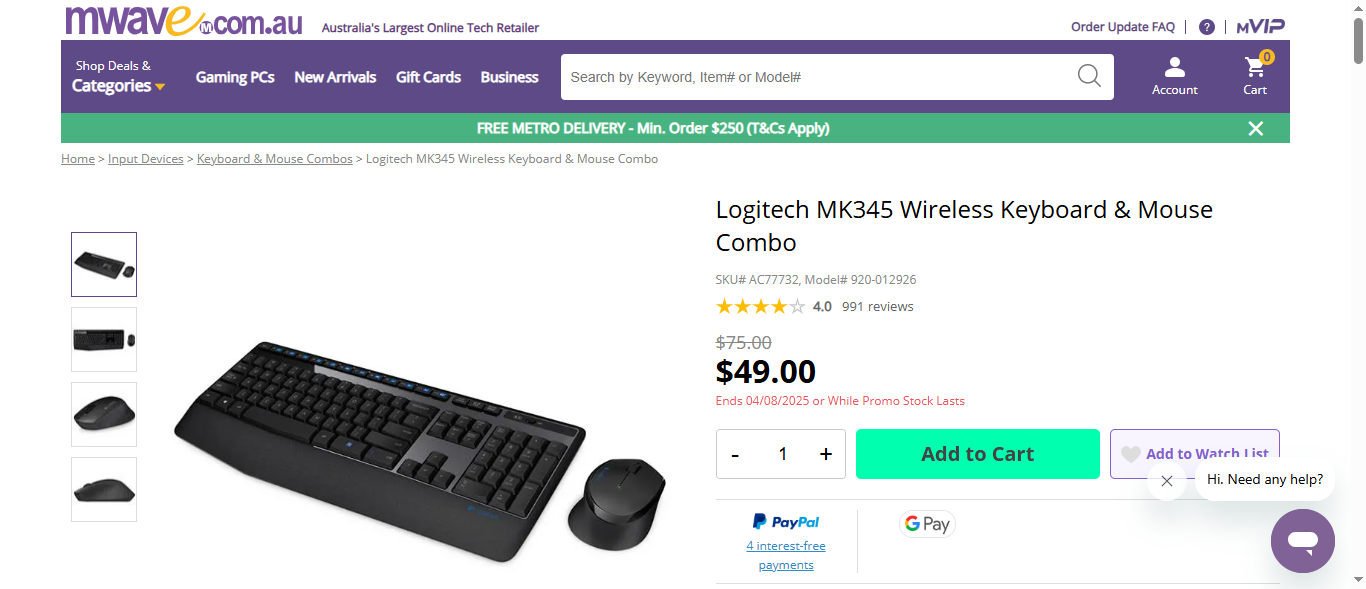 mwave.com.au
Australia's Largest Online Tech Retailer
Order Update FAQ | ? | mVIP
Shop Deals &
Categories
Gaming PCs New Arrivals Gift Cards Business
Search by Keyword, Item# or Model#
Account
0
Cart
FREE METRO DELIVERY - Min. Order $250 (T&Cs Apply)
Home > Input Devices > Keyboard & Mouse Combos > Logitech MK345 Wireless Keyboard & Mouse Combo
Logitech MK345 Wireless Keyboard & Mouse
Combo
SKU# AC77732, Model# 920-012926
4.0 991 reviews
$75.00
$49.00
Ends 04/08/2025 or While Promo Stock Lasts
- 1 +
Add to Cart
Add to Watch List
Hi. Need any help?
PayPal
4 interest-free
payments
G Pay